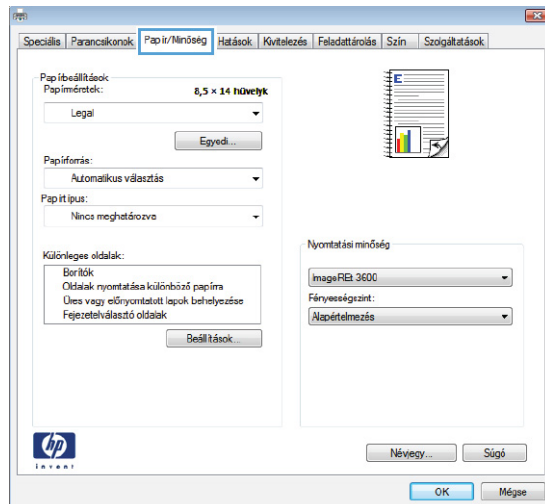 Speciális Parancsikonok Papír/Minőség Hatások Kivitelezés Feladattárolás Szín Szolgáltatások
Papírbeállítások
Papírméretek: 8,5 × 14 hüvelyk
Legal
Egyedi...
Papírforrás:
Automatikus választás
Papírtípus:
Nincs meghatározva
Különleges oldalak:
Borítók
Oldalak nyomtatása különböző papírra
Üres vagy előnyomtatott lapok behelyezése
Fejezetelválasztó oldalak
Beállítások...
E
Nyomtatási minőség
ImageREt 3600
Fényességszint:
Alapértelmezés
hp
invent
Névjegy... Súgó
OK Mégse